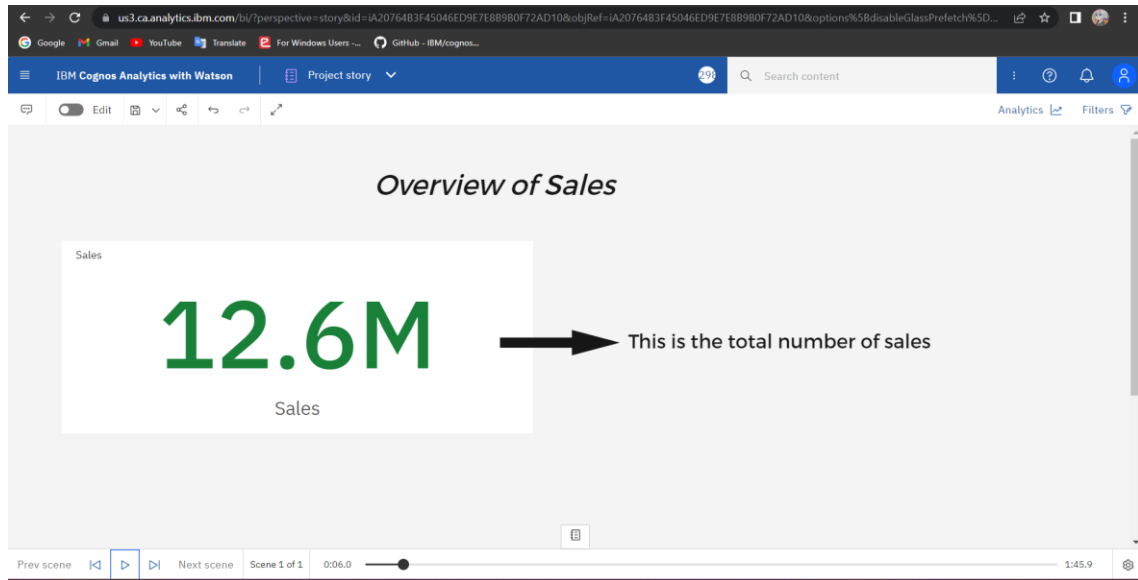 us3.ca.analytics.ibm.com/bi/?perspective=story&id=iA20764B3F45046ED9E7E8B9B0F72AD10&objRef=iA20764B3F45046ED9E7E8B9B0F72AD10&options%5BdisableGlassPrefetch%5D...
Google Gmail YouTube Translate For Windows Users -... GitHub - IBM/cognos...
IBM Cognos Analytics with Watson Project story 298 Search content
Edit Analytics Filters
Overview of Sales
Sales
12.6M
This is the total number of sales
Sales
Prev scene Next scene Scene 1 of 1 0:06.0 1:45.9